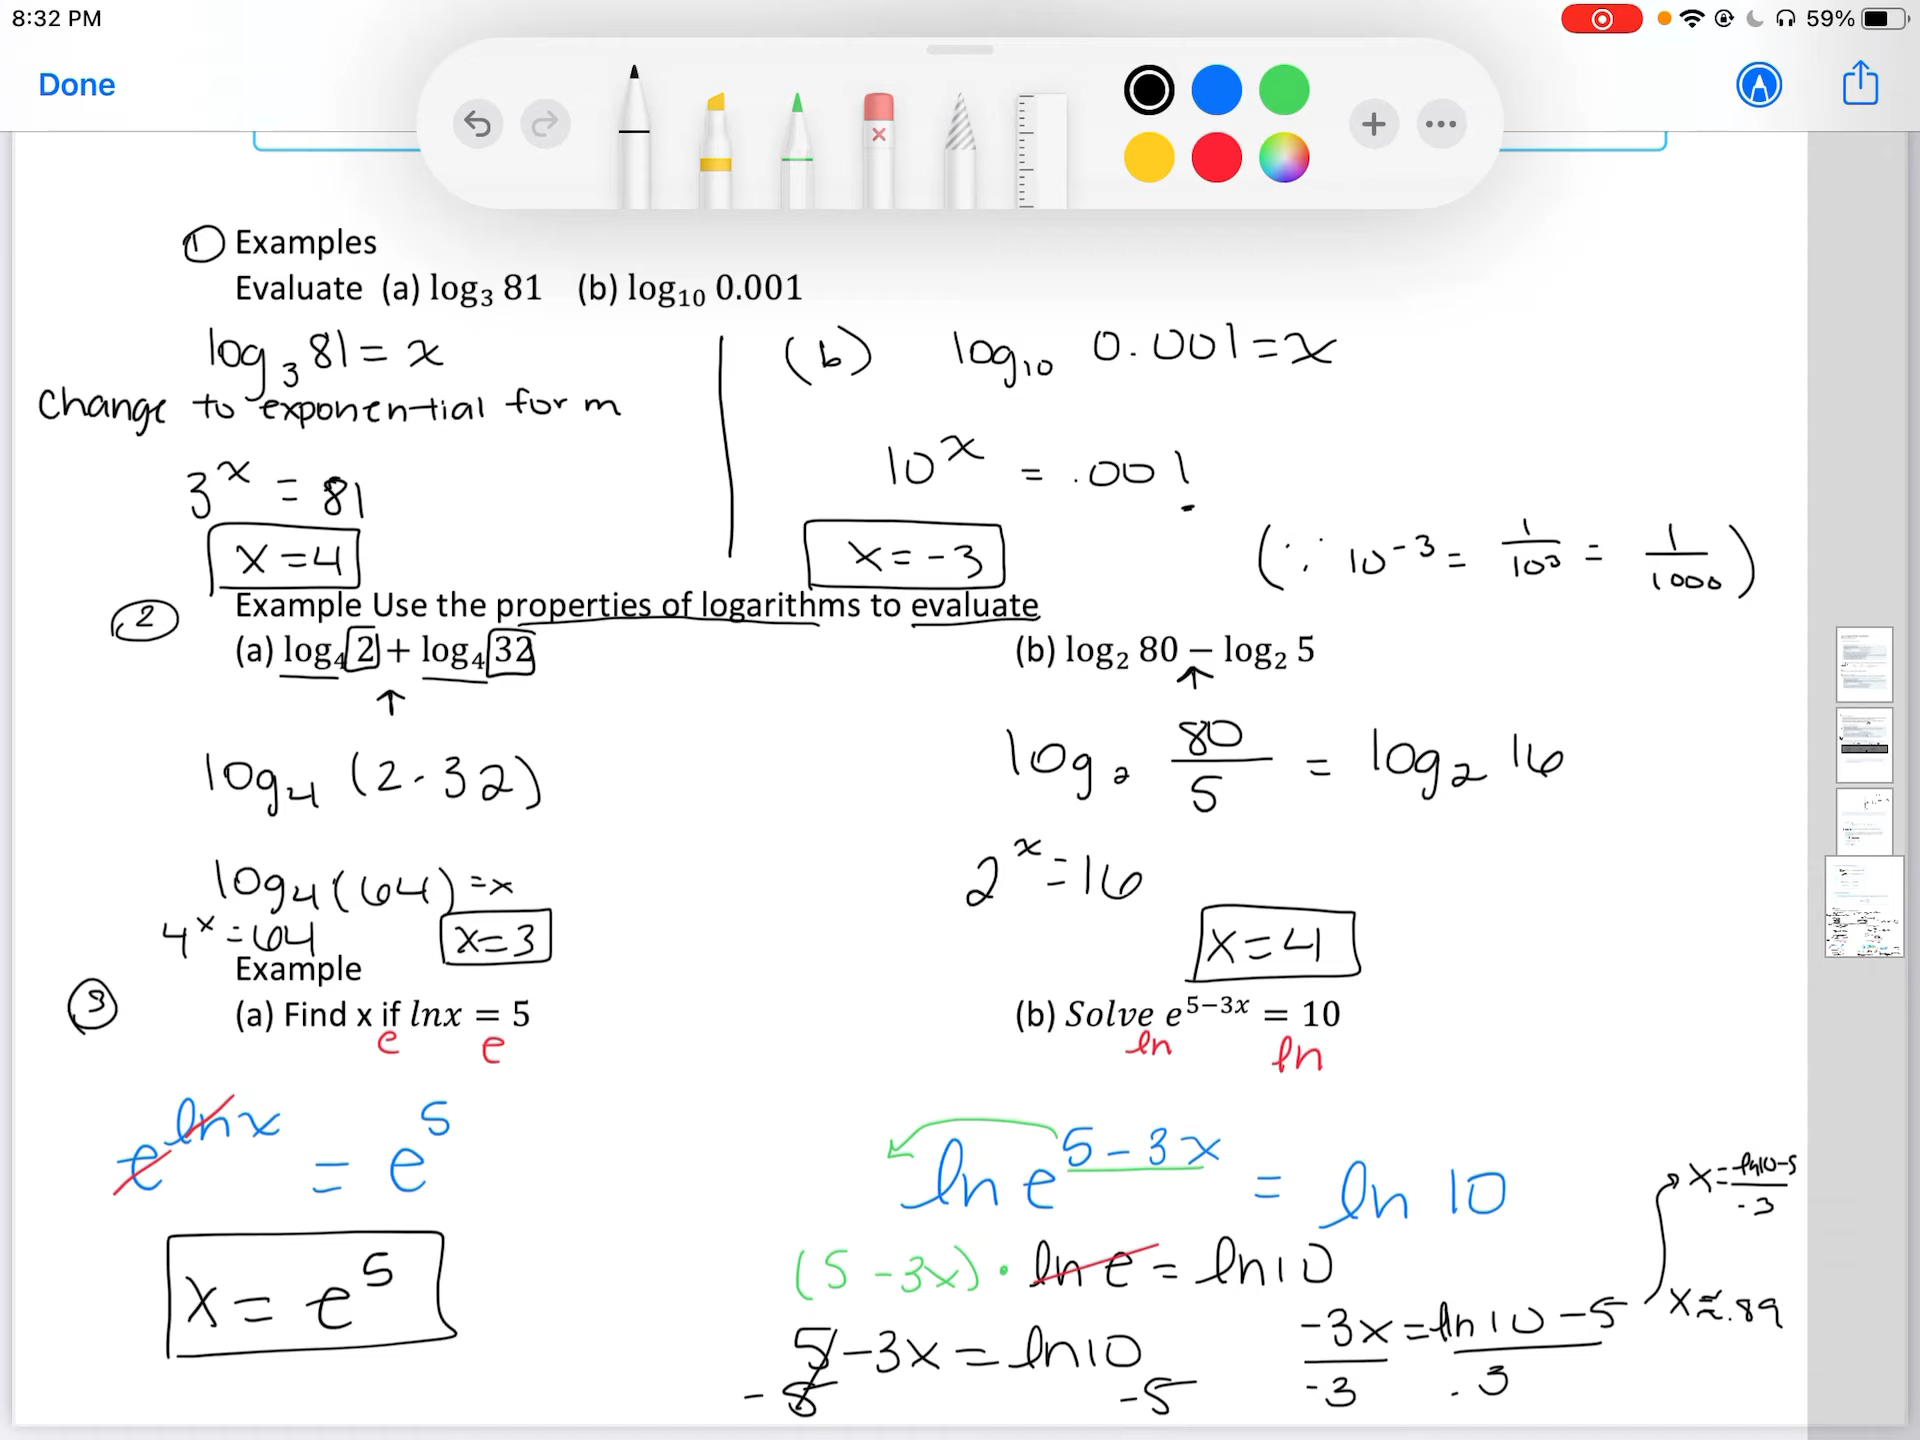 8:32 PM
59%
Done
① Examples
Evaluate (a) log₃ 81 (b) log₁₀ 0.001
log₃ 81 = x
Change to exponential form
3ˣ = 81
x = 4
(b) log₁₀ 0.001 = x
10ˣ = .001
x = -3
(∵ 10⁻³ = 1/10³ = 1/1000)
② Example Use the properties of logarithms to evaluate
(a) log₄ 2 + log₄ 32
(b) log₂ 80 − log₂ 5
log₄ (2·32)
log₄ (64) = x
4ˣ = 64
x = 3
log₂ 80/5 = log₂ 16
2ˣ = 16
x = 4
③ Example
(a) Find x if lnx = 5
e e
(b) Solve e⁵⁻³ˣ = 10
ln ln
e^(ln x) = e⁵
x = e⁵
ln e^(5-3x) = ln 10
(5-3x) · ln e = ln 10
5 - 3x = ln 10
-5 -5
-3x = ln 10 - 5
-3 -3
x = ln 10 - 5 / -3
x ≈ .89